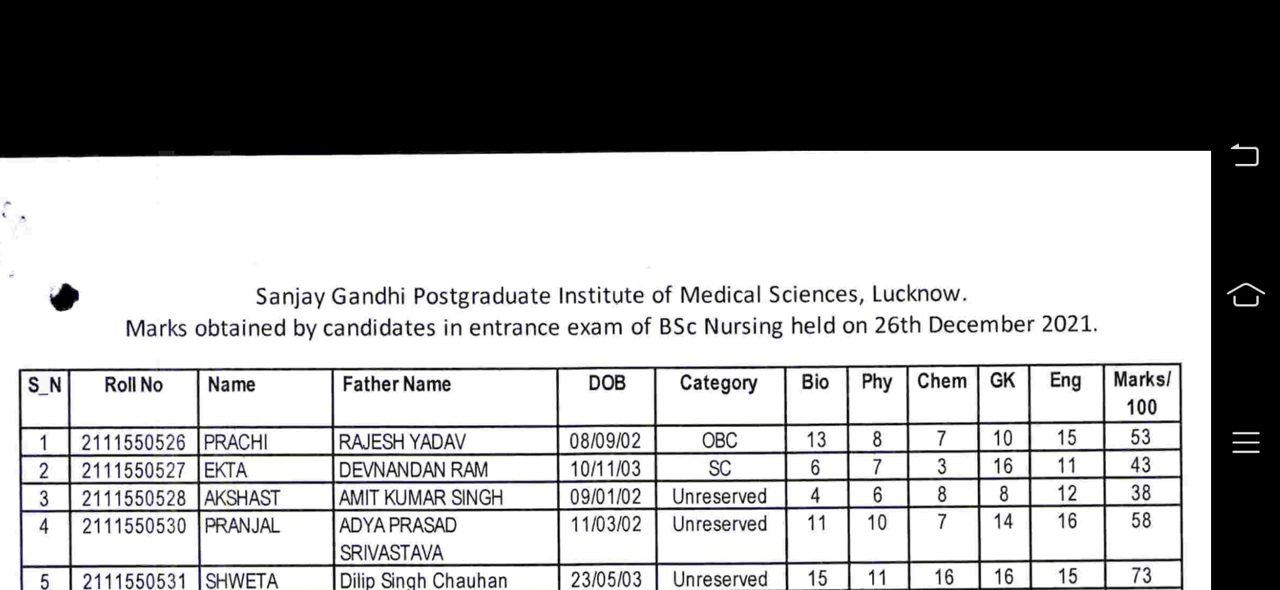 Sanjay Gandhi Postgraduate Institute of Medical Sciences, Lucknow.
Marks obtained by candidates in entrance exam of BSc Nursing held on 26th December 2021.
S_N Roll No Name Father Name DOB Category Bio Phy Chem GK Eng Marks/
100
1 2111550526 PRACHI RAJESH YADAV 08/09/02 OBC 13 8 7 10 15 53
2 2111550527 EKTA DEVNANDAN RAM 10/11/03 SC 6 7 3 16 11 43
3 2111550528 AKSHAST AMIT KUMAR SINGH 09/01/02 Unreserved 4 6 8 8 12 38
4 2111550530 PRANJAL ADYA PRASAD 11/03/02 Unreserved 11 10 7 14 16 58
SRIVASTAVA
5 2111550531 SHWETA Dilip Singh Chauhan 23/05/03 Unreserved 15 11 16 16 15 73